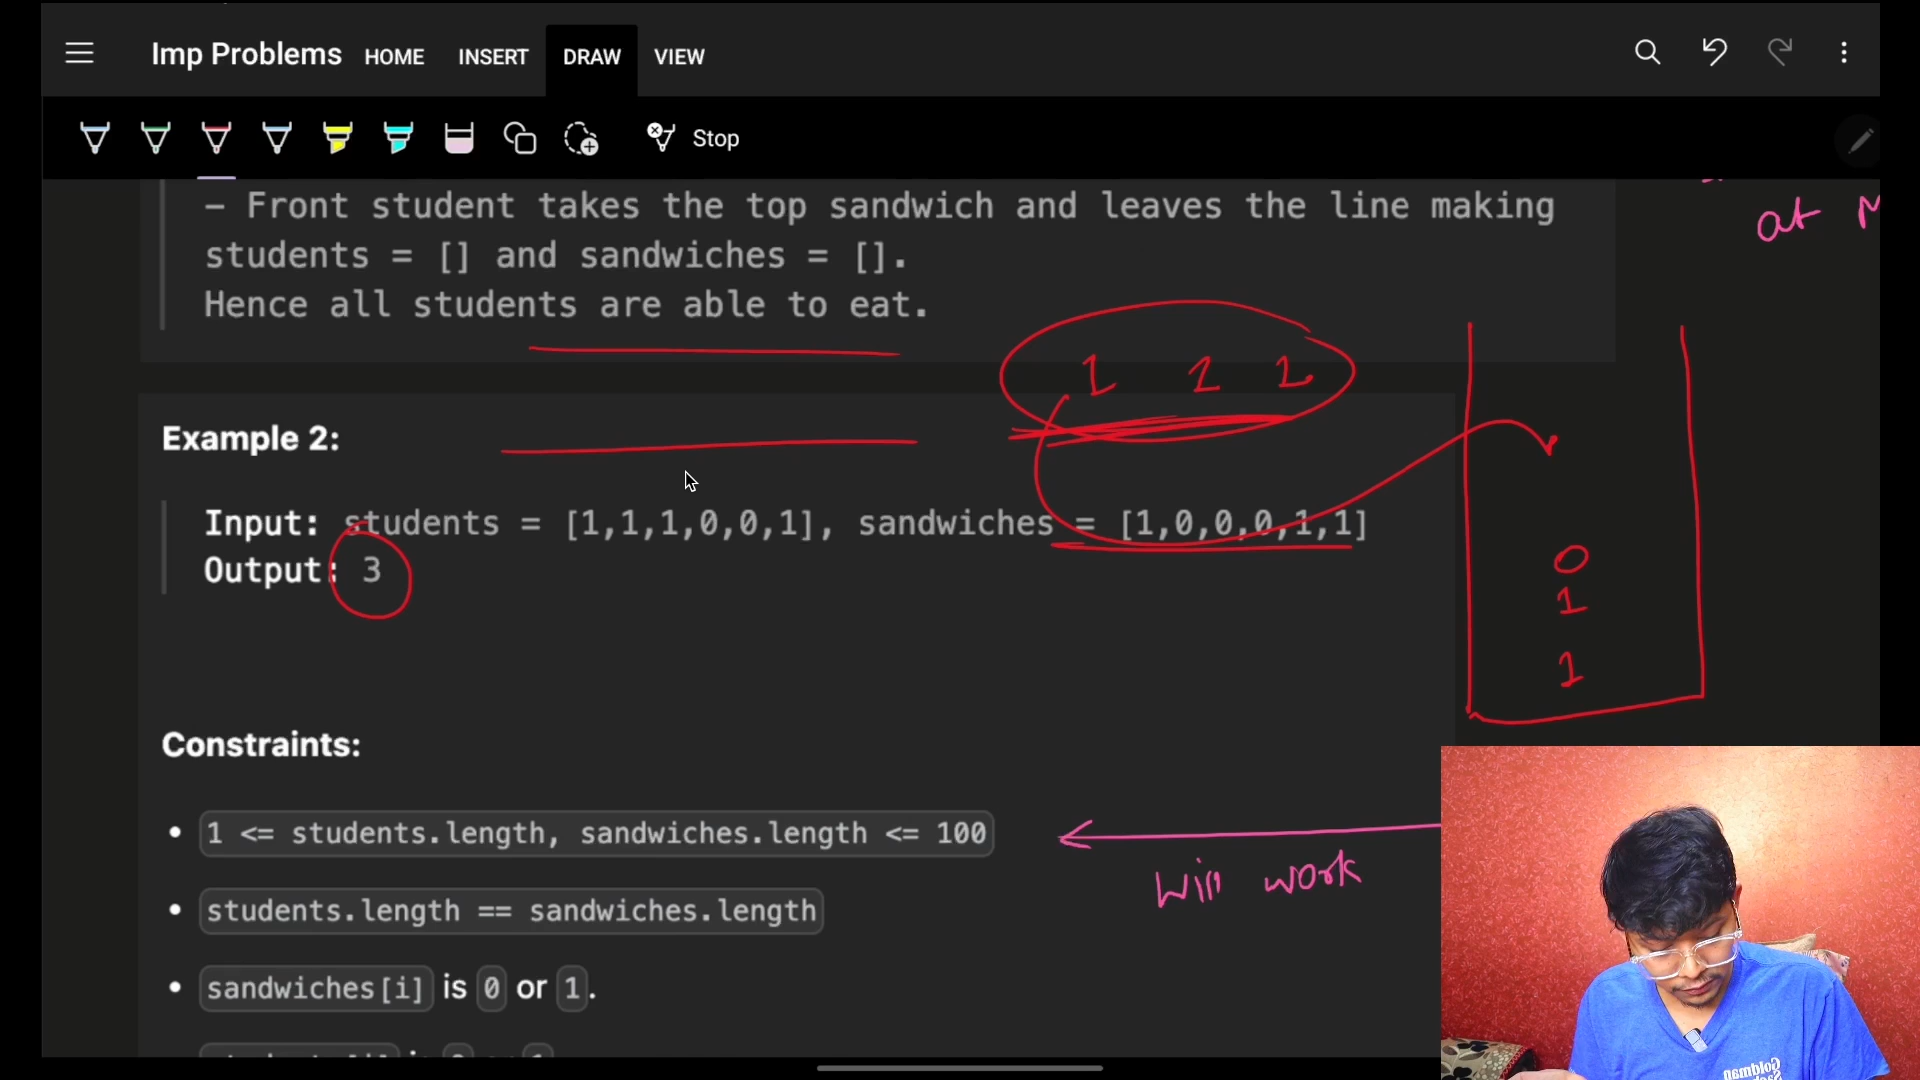 Imp Problems HOME INSERT DRAW VIEW
Stop
– Front student takes the top sandwich and leaves the line making
students = [] and sandwiches = [].
Hence all students are able to eat.
at
1 1 1
Example 2:
Input: students = [1,1,1,0,0,1], sandwiches = [1,0,0,0,1,1]
Output: 3
0
1
1
Constraints:
• 1 <= students.length, sandwiches.length <= 100
will work
• students.length == sandwiches.length
• sandwiches[i] is 0 or 1.
Goldman